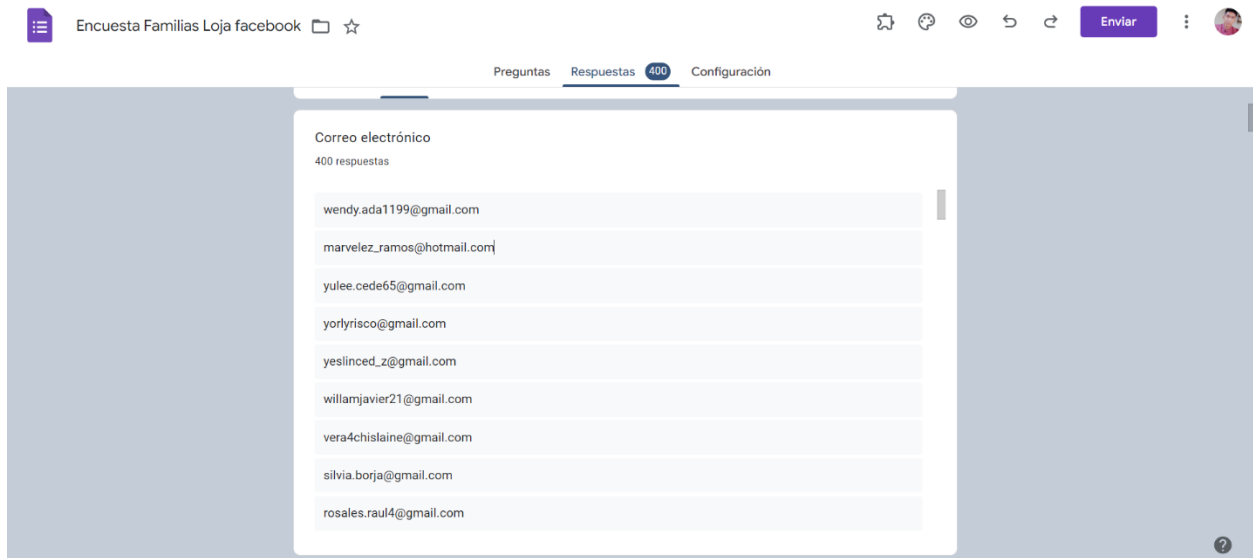 Encuesta Familias Loja facebook
Enviar
Preguntas Respuestas 400 Configuración
Correo electrónico
400 respuestas
wendy.ada1199@gmail.com
marvelez_ramos@hotmail.com
yulee.cede65@gmail.com
yorlyrisco@gmail.com
yeslinced_z@gmail.com
willamjavier21@gmail.com
vera4chislaine@gmail.com
silvia.borja@gmail.com
rosales.raul4@gmail.com